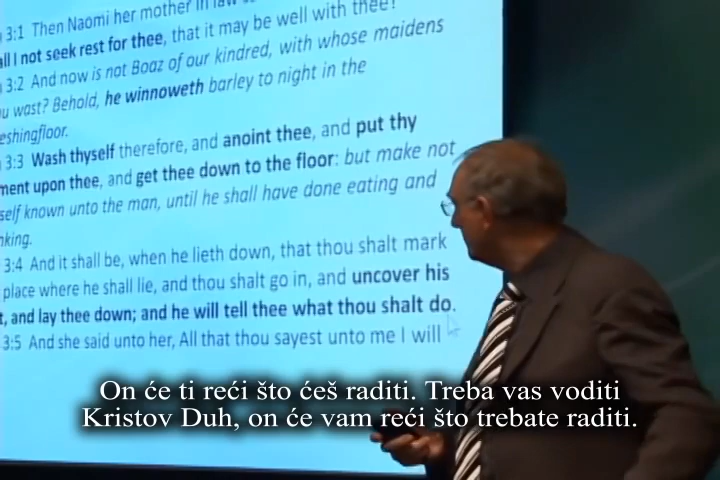 3:1 Then Naomi her mother in law
all I not seek rest for thee, that it may be well with thee?
3:2 And now is not Boaz of our kindred, with whose maidens
u wast? Behold, he winnoweth barley to night in the
eshingfloor.
3:3 Wash thyself therefore, and anoint thee, and put thy
ment upon thee, and get thee down to the floor: but make not
self known unto the man, until he shall have done eating and
nking.
3:4 And it shall be, when he lieth down, that thou shalt mark
place where he shall lie, and thou shalt go in, and uncover his
t, and lay thee down; and he will tell thee what thou shalt do.
3:5 And she said unto her, All that thou sayest unto me I will
On će ti reći što ćeš raditi. Treba vas voditi
Kristov Duh, on će vam reći što trebate raditi.